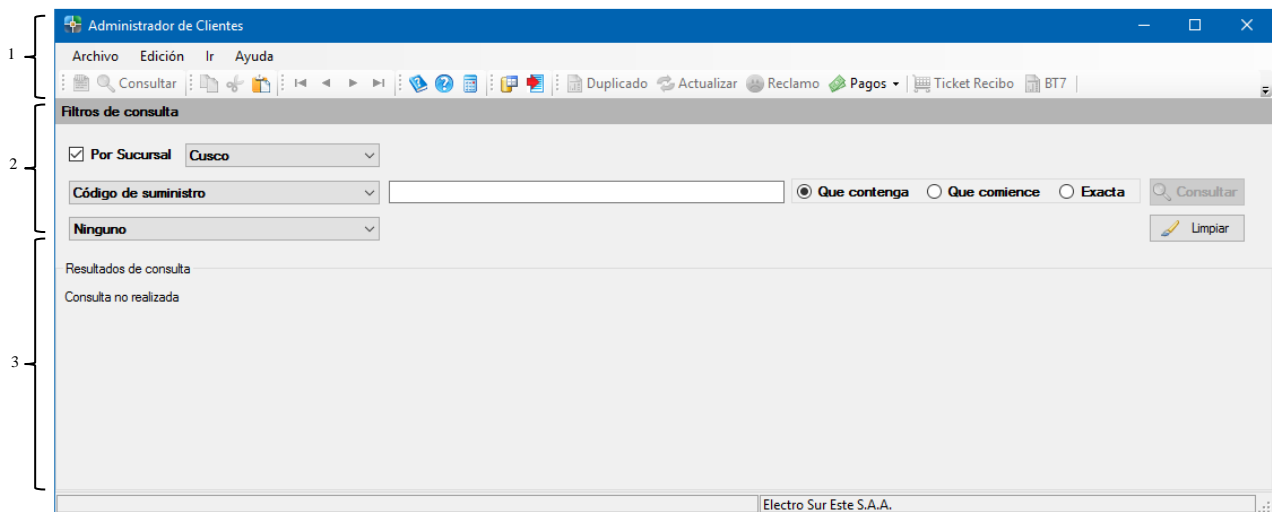 1
Administrador de Clientes
Archivo Edición Ir Ayuda
Consultar Duplicado Actualizar Reclamo Pagos Ticket Recibo BT7
2
Filtros de consulta
Por Sucursal Cusco
Código de suministro Que contenga Que comience Exacta Consultar
Ninguno Limpiar
3
Resultados de consulta
Consulta no realizada
Electro Sur Este S.A.A.